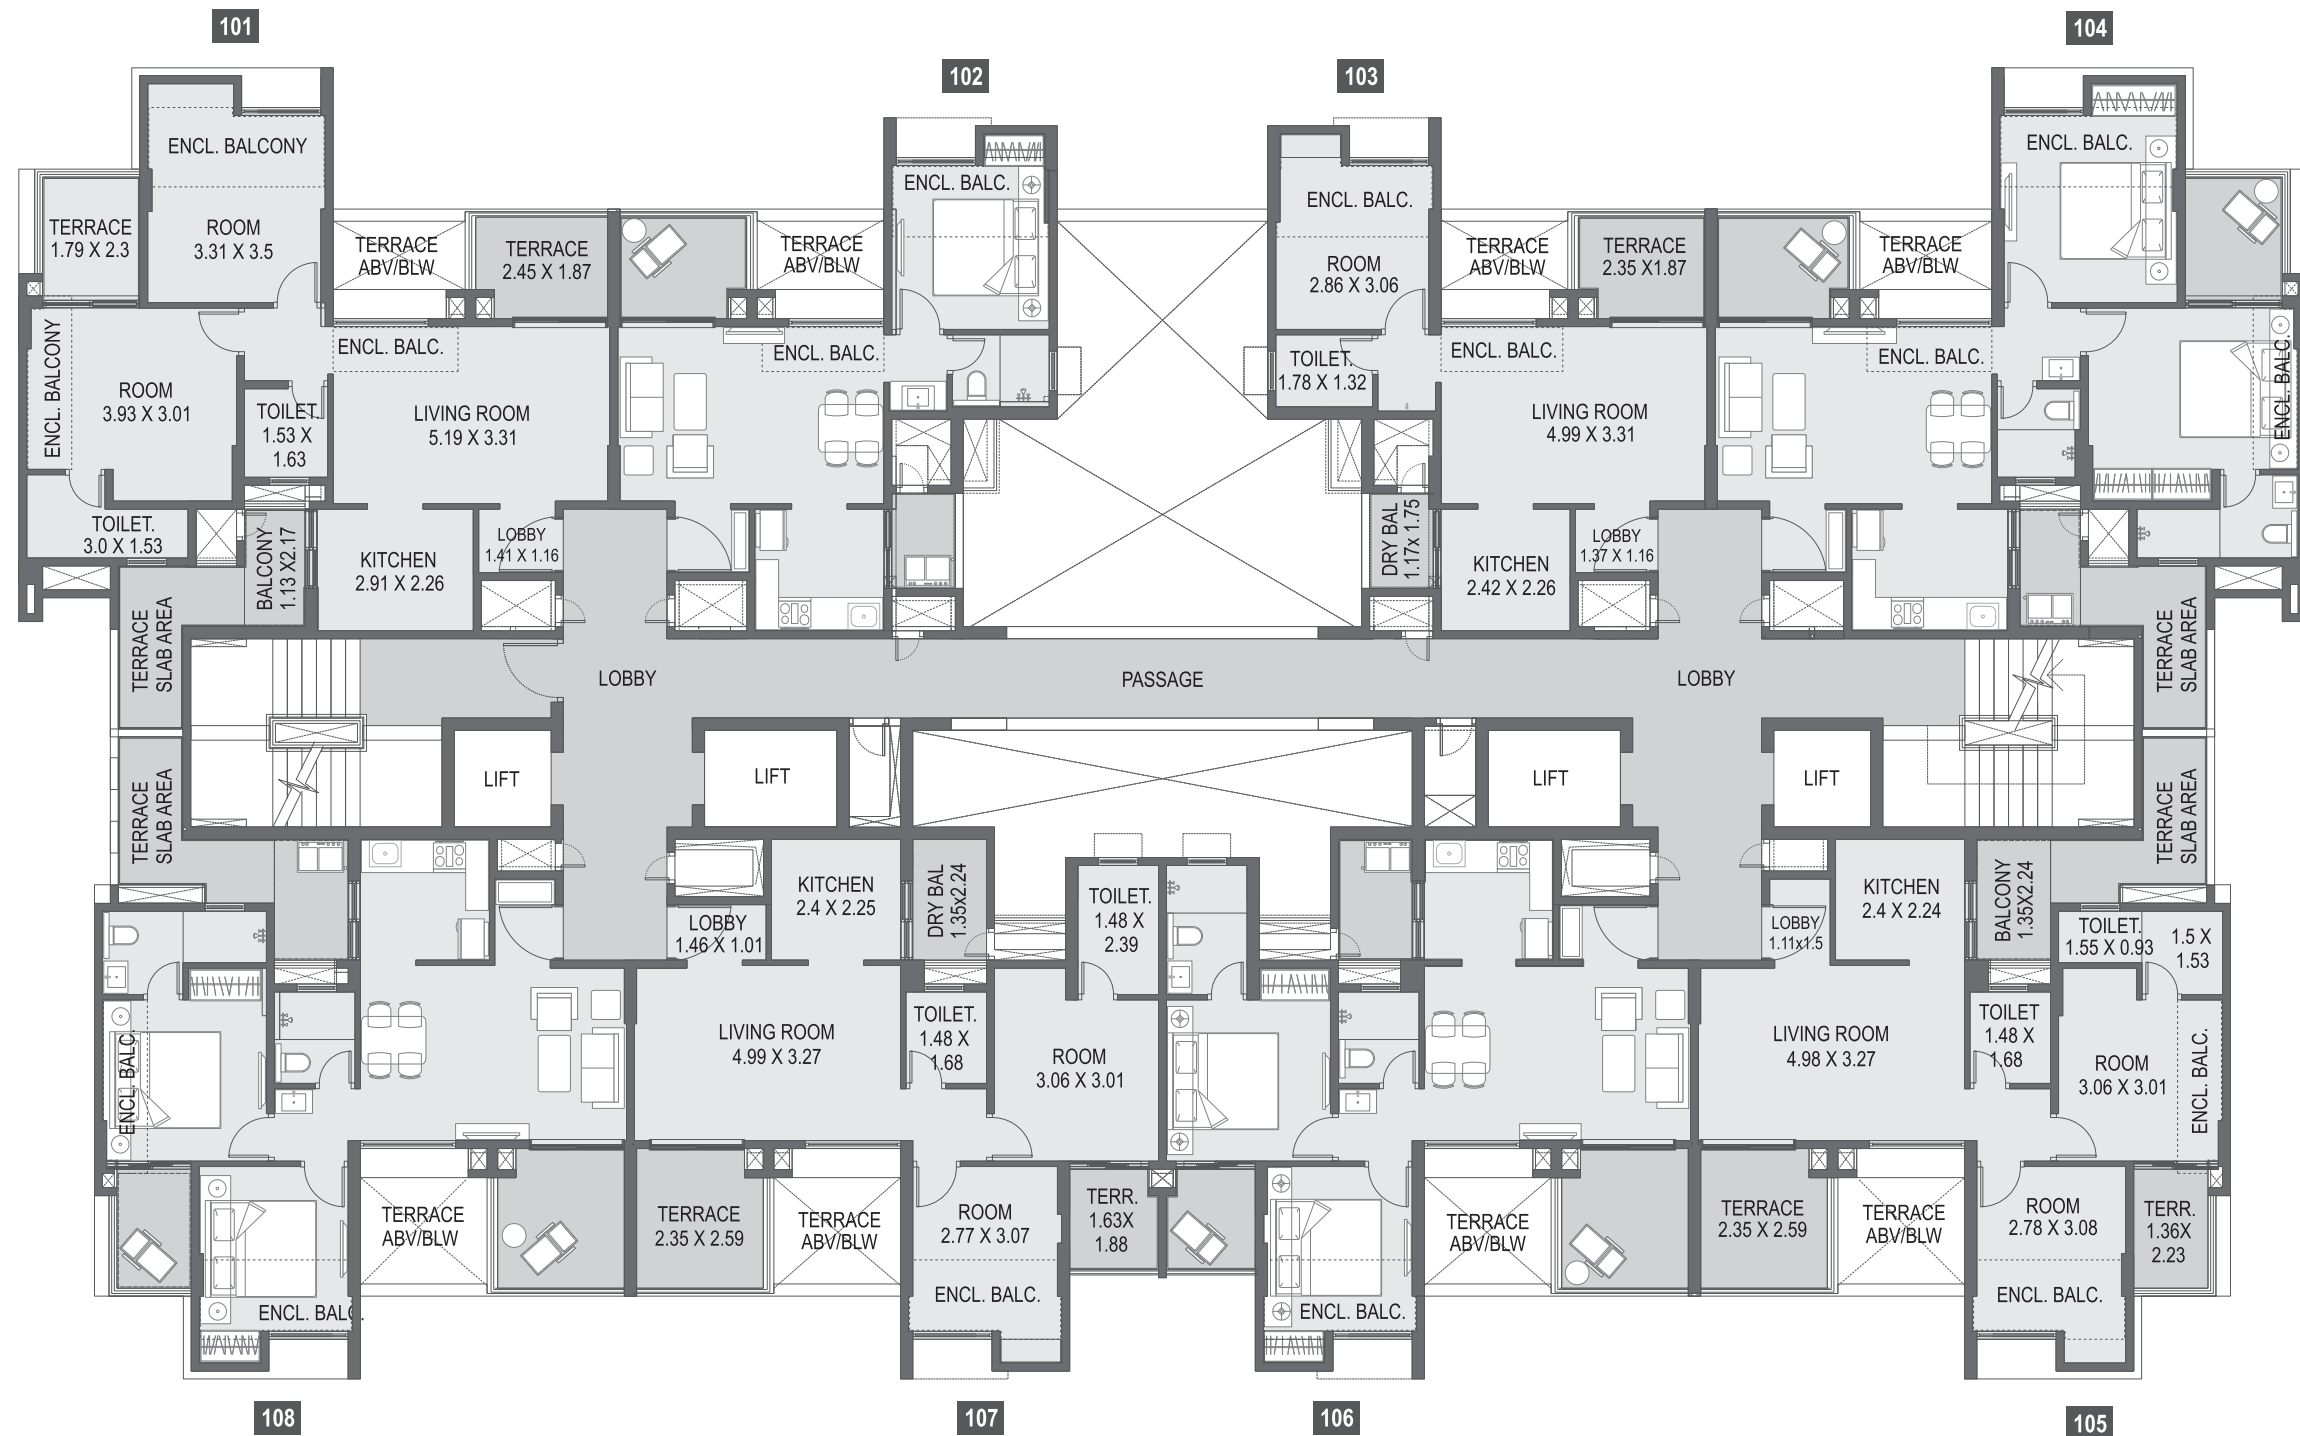 101
104
102
103
ENCL. BALCONY
TERRACE
1.79 X 2.3
ROOM
3.31 X 3.5
TERRACE
ABV/BLW
TERRACE
2.45 X 1.87
TERRACE
ABV/BLW
ENCL. BALC.
ENCL. BALC.
ROOM
2.86 X 3.06
TERRACE
ABV/BLW
TERRACE
2.35 X1.87
TERRACE
ABV/BLW
ENCL. BALC.
ENCL. BALCONY
ROOM
3.93 X 3.01
ENCL. BALC.
TOILET.
1.53 X
1.63
LIVING ROOM
5.19 X 3.31
ENCL. BALC.
TOILET.
1.78 X 1.32
ENCL. BALC.
LIVING ROOM
4.99 X 3.31
ENCL. BALC.
ENCL. BALC.
TOILET.
3.0 X 1.53
BALCONY
1.13 X2.17
KITCHEN
2.91 X 2.26
LOBBY
1.41 X 1.16
DRY BAL
1.17x 1.75
KITCHEN
2.42 X 2.26
LOBBY
1.37 X 1.16
TERRACE
SLAB AREA
LOBBY
PASSAGE
LOBBY
TERRACE
SLAB AREA
TERRACE
SLAB AREA
LIFT
LIFT
LIFT
LIFT
TERRACE
SLAB AREA
LOBBY
1.46 X 1.01
KITCHEN
2.4 X 2.25
DRY BAL
1.35x2.24
TOILET.
1.48 X
2.39
LOBBY
1.11x1.5
KITCHEN
2.4 X 2.24
BALCONY
1.35X2.24
TOILET.
1.55 X 0.93
1.5 X
1.53
ENCL. BALC.
LIVING ROOM
4.99 X 3.27
TOILET.
1.48 X
1.68
ROOM
3.06 X 3.01
LIVING ROOM
4.98 X 3.27
TOILET
1.48 X
1.68
ROOM
3.06 X 3.01
ENCL. BALC.
TERRACE
ABV/BLW
TERRACE
2.35 X 2.59
TERRACE
ABV/BLW
ROOM
2.77 X 3.07
TERR.
1.63X
1.88
TERRACE
ABV/BLW
TERRACE
2.35 X 2.59
TERRACE
ABV/BLW
ROOM
2.78 X 3.08
TERR.
1.36X
2.23
ENCL. BALC.
ENCL. BALC.
ENCL. BALC.
ENCL. BALC.
108
107
106
105